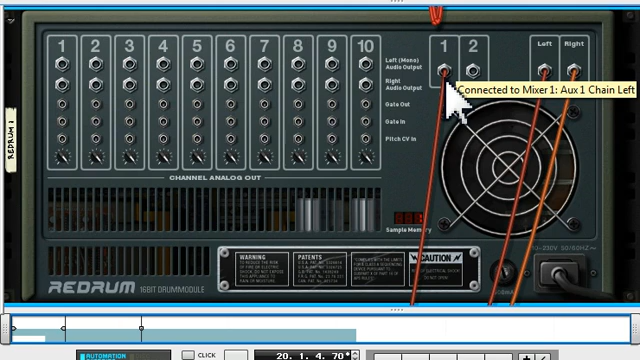 1 2 3 4 5 6 7 8 9 10
1 2
Left Right
Left (Mono)
Audio Output
Right
Audio Output
Gate Out
Gate In
Pitch CV In
Connected to Mixer 1: Aux 1 Chain Left
REDRUM 1
CHANNEL ANALOG OUT
Sample Memory
WARNING
PATENTS
CAUTION
REDRUM 16BIT DRUMMODULE
AUTOMATION
CLICK
20. 1. 4. 70*